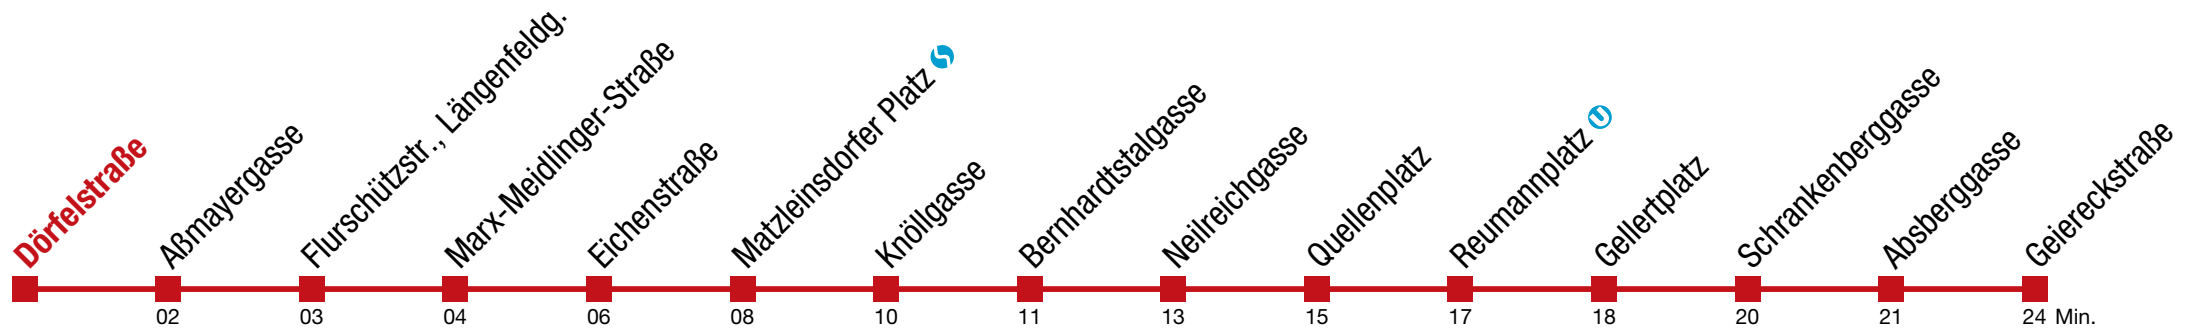 Dörfelstraße
Aßmayergasse
Flurschützstr., Längenfeldg.
Marx-Meidlinger-Straße
Eichenstraße
Matzleinsdorfer Platz S
Knöllgasse
Bernhardtstalgasse
Neilreichgasse
Quellenplatz
Reumannplatz U
Gellertplatz
Schrankenberggasse
Absberggasse
Geiereckstraße
02 03 04 06 08 10 11 13 15 17 18 20 21 24 Min.